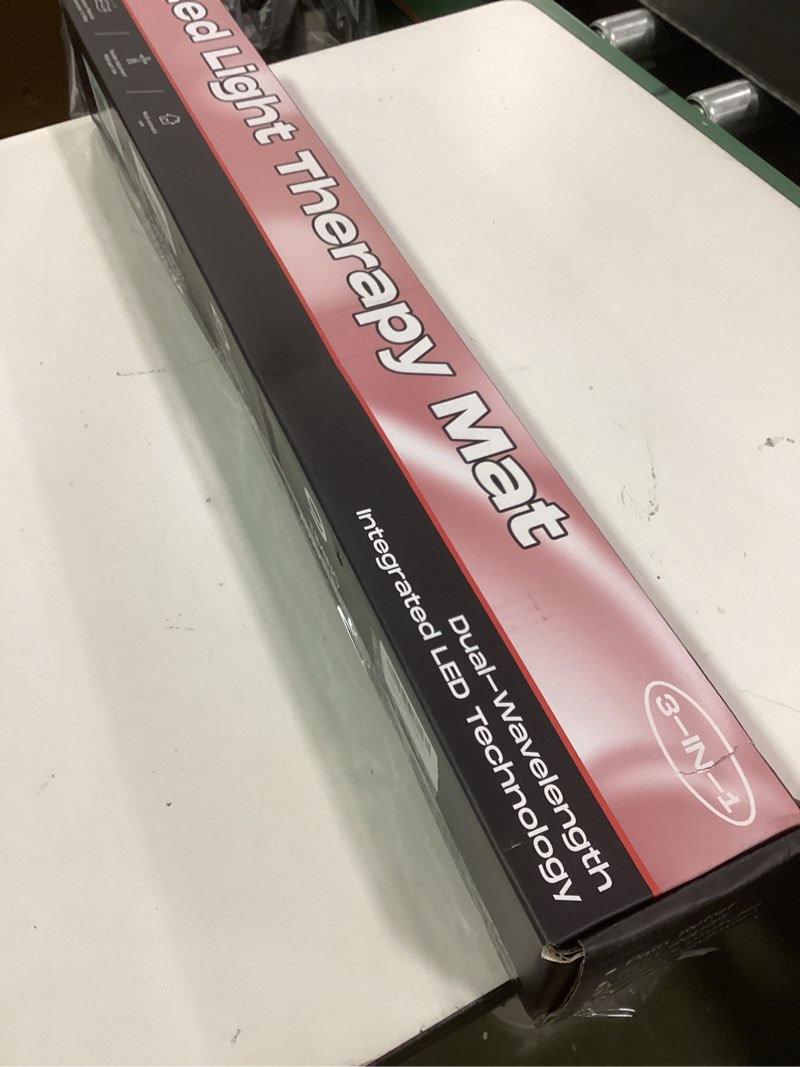 ed Light Therapy Mat
3-IN-1
Dual-Wavelength
Integrated LED Technology